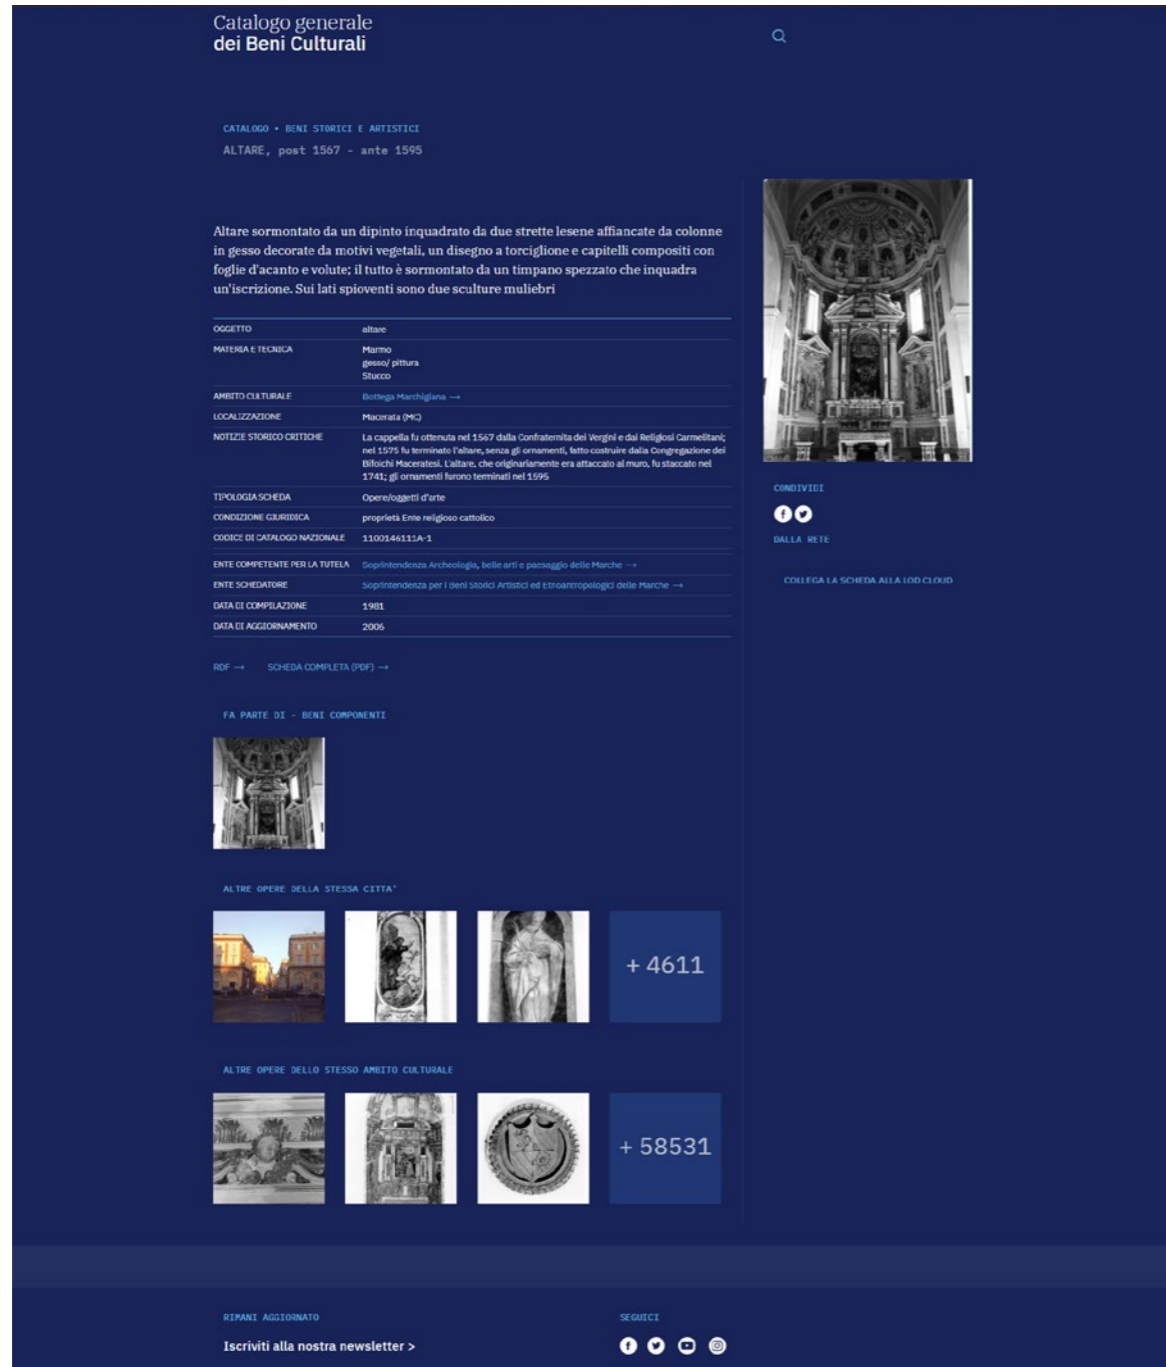 Catalogo generale
dei Beni Culturali
CATALOGO • BENI STORICI E ARTISTICI
ALTARE, post 1567 - ante 1595
Altare sormontato da un dipinto inquadrato da due strette lesene affiancate da colonne
in gesso decorate da motivi vegetali, un disegno a torciglione e capitelli compositi con
foglie d'acanto e volute; il tutto è sormontato da un timpano spezzato che inquadra
un'iscrizione. Sui lati spioventi sono due sculture muliebri
OGGETTO altare
MATERIA E TECNICA Marmo
gesso/ pittura
Stucco
AMBITO CULTURALE Bottega Marchigiana →
LOCALIZZAZIONE Macerata (MC)
NOTIZIE STORICO CRITICHE La cappella fu ottenuta nel 1567 dalla Confraternita dei Vergini e dai Religiosi Carmelitani;
nel 1575 fu terminato l'altare, senza gli ornamenti, fatto costruire dalla Congregazione dei
Bifolchi Maceratesi. L'altare, che originariamente era attaccato al muro, fu staccato nel
1741; gli ornamenti furono terminati nel 1595
TIPOLOGIA SCHEDA Opere/oggetti d'arte
CONDIZIONE GIURIDICA proprietà Ente religioso cattolico
CODICE DI CATALOGO NAZIONALE 1100146111A-1
ENTE COMPETENTE PER LA TUTELA Soprintendenza Archeologia, belle arti e paesaggio delle Marche →
ENTE SCHEDATORE Soprintendenza per i Beni Storici Artistici ed Etnoantropologici delle Marche →
DATA DI COMPILAZIONE 1981
DATA DI AGGIORNAMENTO 2006
RDF → SCHEDA COMPLETA (PDF) →
CONDIVIDI
DALLA RETE
COLLEGA LA SCHEDA ALLA LOD CLOUD
FA PARTE DI - BENI COMPONENTI
ALTRE OPERE DELLA STESSA CITTA'
+ 4611
ALTRE OPERE DELLO STESSO AMBITO CULTURALE
+ 58531
RIMANI AGGIORNATO
Iscriviti alla nostra newsletter >
SEGUICI